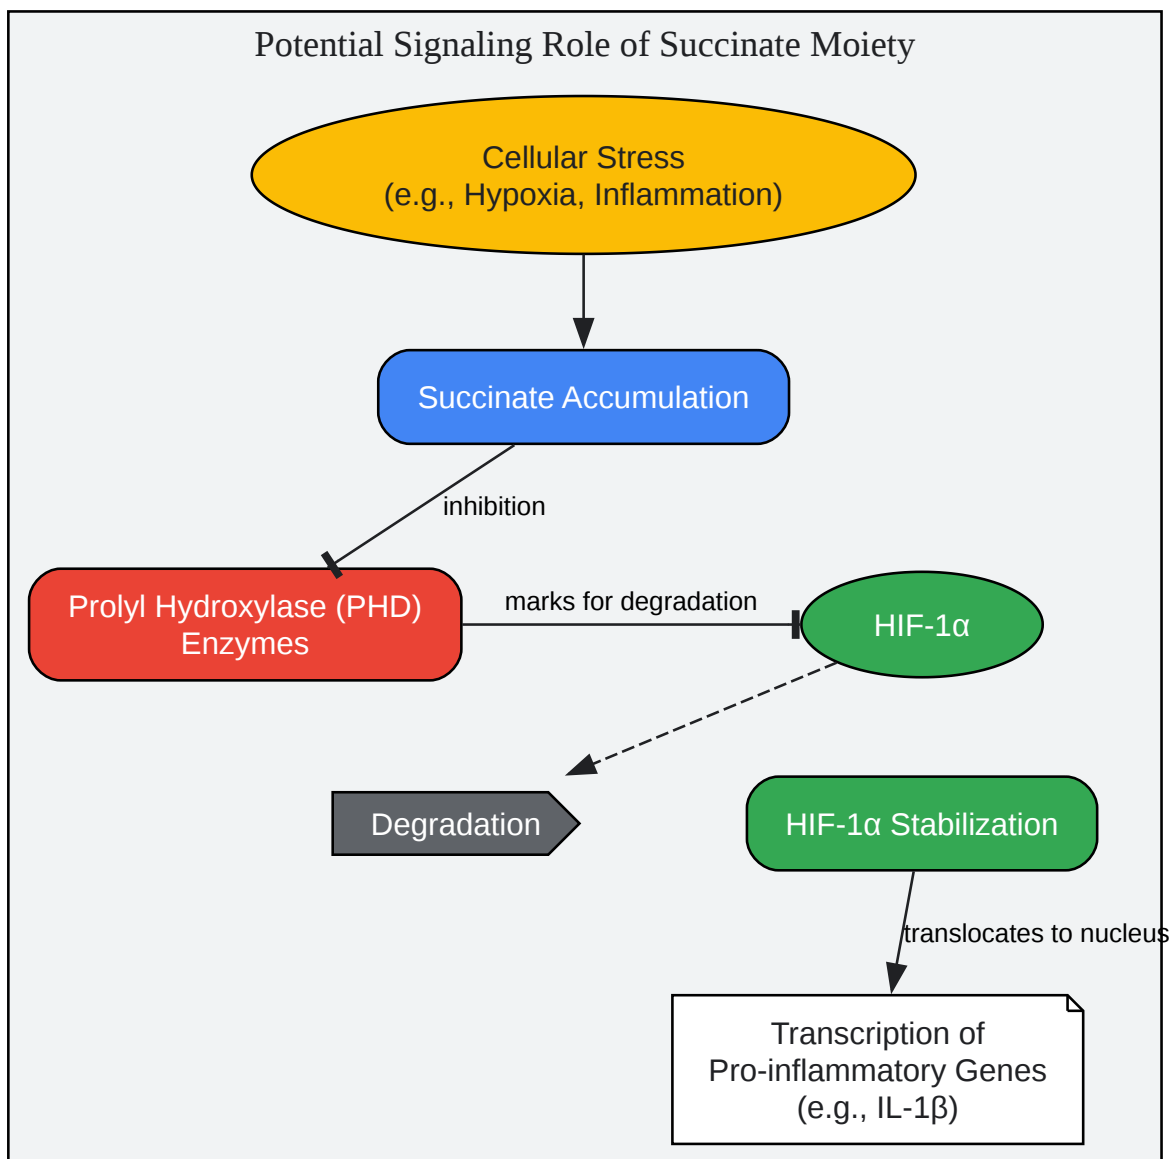 Potential Signaling Role of Succinate Moiety
Cellular Stress
(e.g., Hypoxia, Inflammation)
Succinate Accumulation
inhibition
Prolyl Hydroxylase (PHD)
Enzymes
marks for degradation
HIF-1α
Degradation
HIF-1α Stabilization
translocates to nucleus
Transcription of
Pro-inflammatory Genes
(e.g., IL-1β)